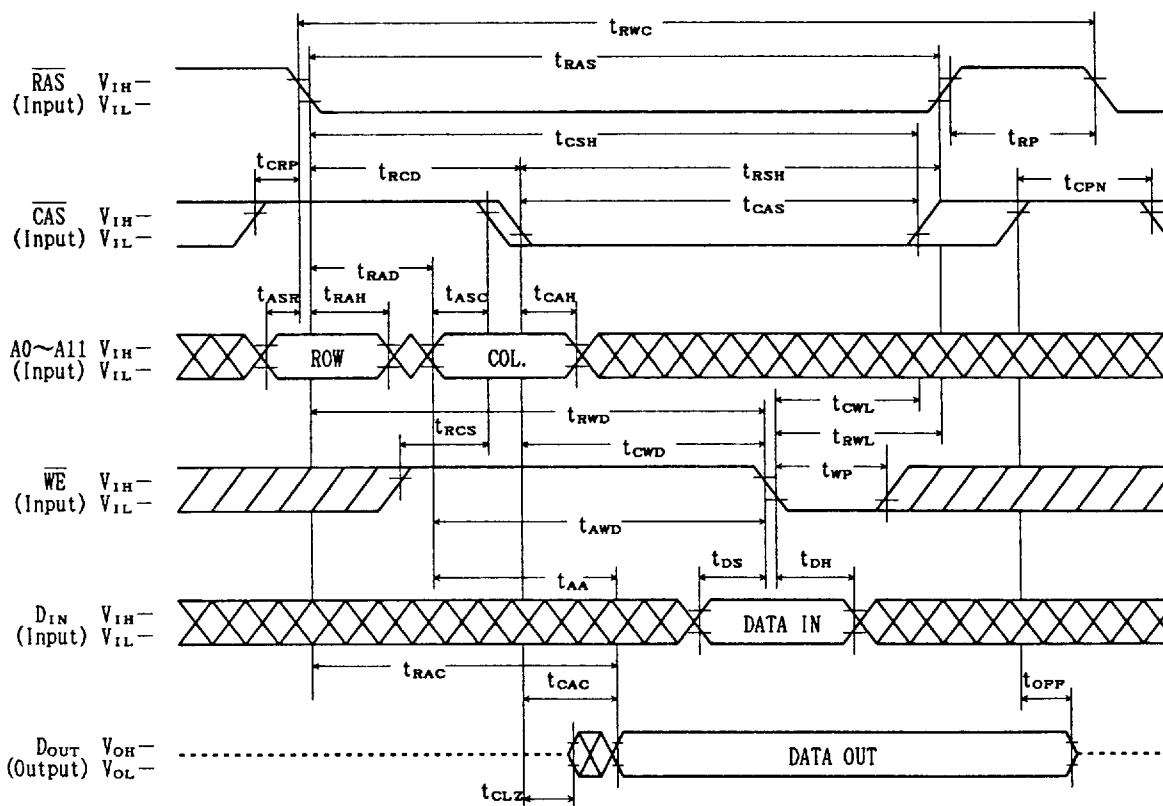 tRWC
tRAS
RAS VIH—
(Input) VIL—
tCSH
tRP
tCRP
tRCD
tRSH
tCPN
CAS VIH—
(Input) VIL—
tCAS
tRAD
tASR
tRAH
tASC
tCAH
A0~A11 VIH—
(Input) VIL—
ROW
COL.
tRWD
tCWL
tRCS
tCWD
tRWL
WE VIH—
(Input) VIL—
tWP
tAWD
tAA
tDS
tDH
DIN VIH—
(Input) VIL—
DATA IN
tRAC
tCAC
tOFF
DOUT VOH—
(Output) VOL—
DATA OUT
tCLZ